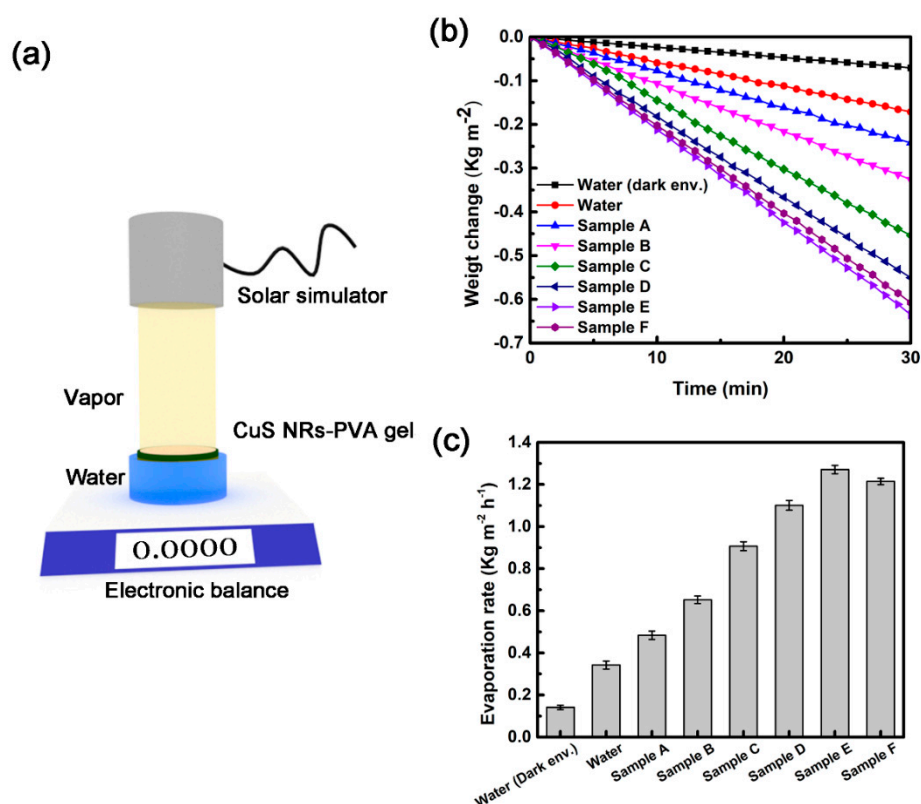 (a)
Solar simulator
Vapor
CuS NRs-PVA gel
Water
0.0000
Electronic balance
(b)
0.0
-0.1
-0.2
-0.3
-0.4
-0.5
-0.6
-0.7
Weigt change (Kg m-2)
Water (dark env.)
Water
Sample A
Sample B
Sample C
Sample D
Sample E
Sample F
0 10 20 30
Time (min)
(c)
1.4
1.2
1.0
0.8
0.6
0.4
0.2
0.0
Evaporation rate (Kg m-2 h-1)
Water (Dark env.)
Water
Sample A
Sample B
Sample C
Sample D
Sample E
Sample F